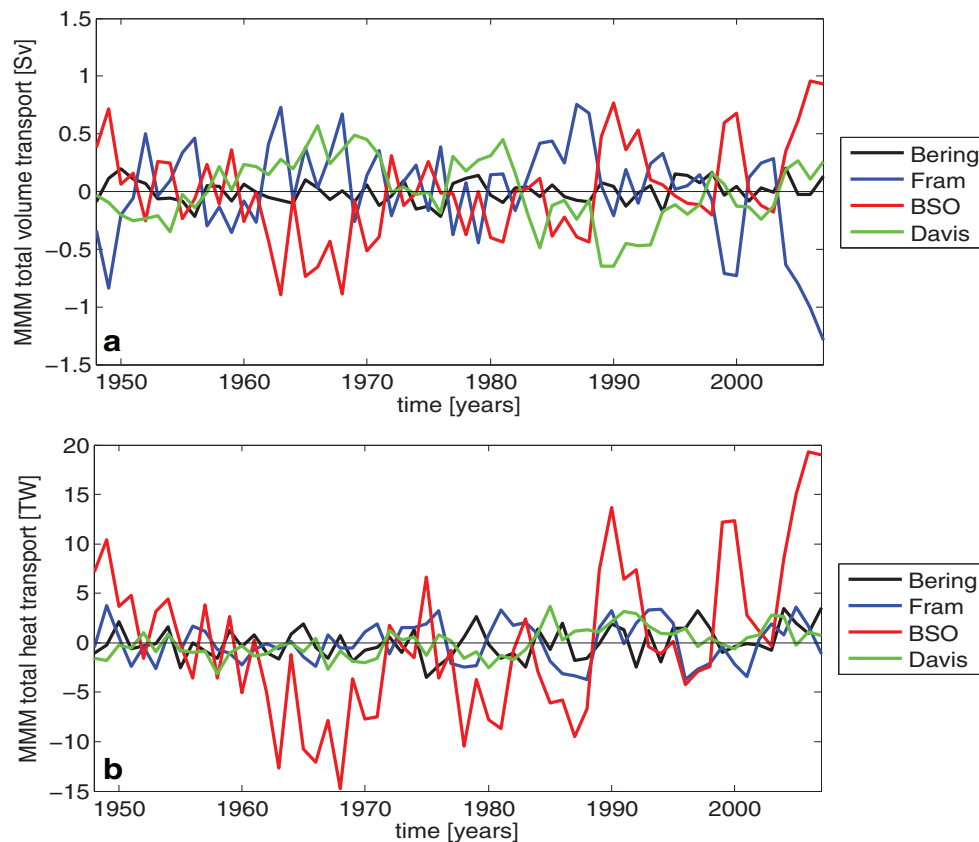 MMM total volume transport [Sv]
1.5
1
0.5
0
−0.5
−1
−1.5
a
1950 1960 1970 1980 1990 2000
time [years]
Bering
Fram
BSO
Davis
MMM total heat transport [TW]
20
15
10
5
0
−5
−10
−15
b
1950 1960 1970 1980 1990 2000
time [years]
Bering
Fram
BSO
Davis